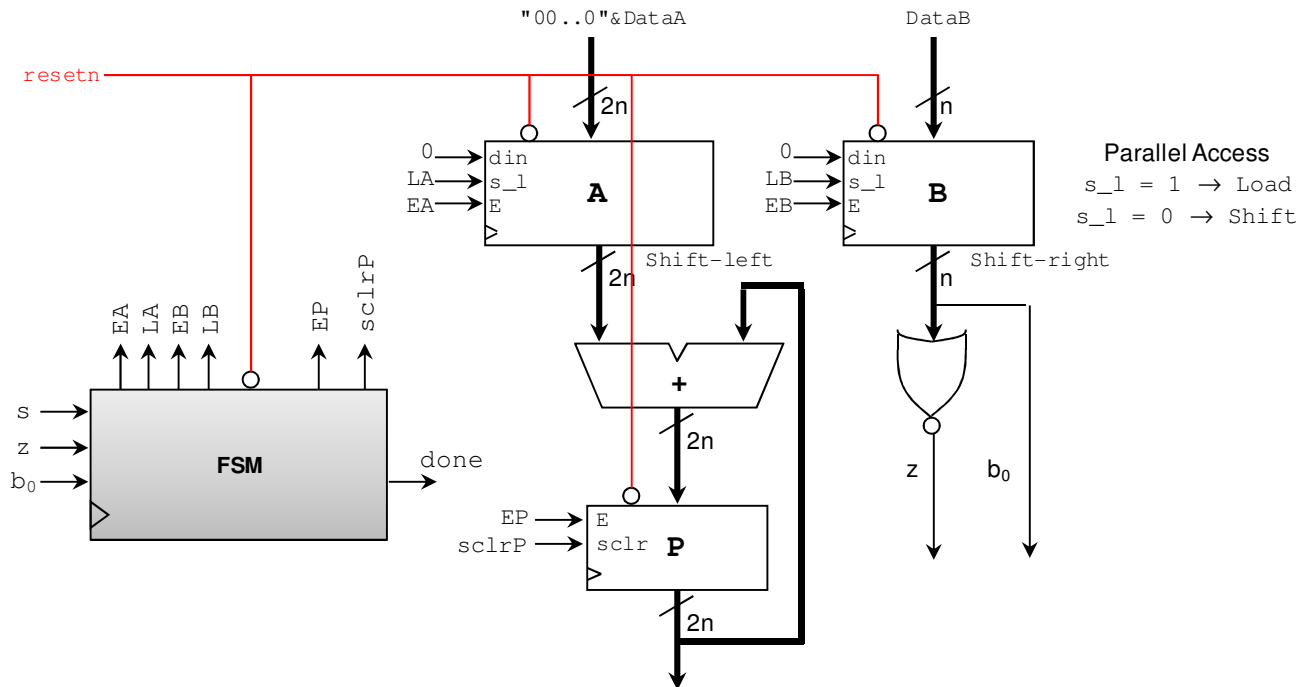 "00..0"&DataA
DataB
resetn
2n
n
0
din
LA
s_l
EA
E
A
0
din
LB
s_l
EB
E
B
Parallel Access
s_l = 1 → Load
s_l = 0 → Shift
2n
Shift-left
n
Shift-right
EA
LA
EB
LB
EP
sclrP
+
s
z
b₀
FSM
done
2n
z
b₀
EP
E
sclrP
sclr
P
2n